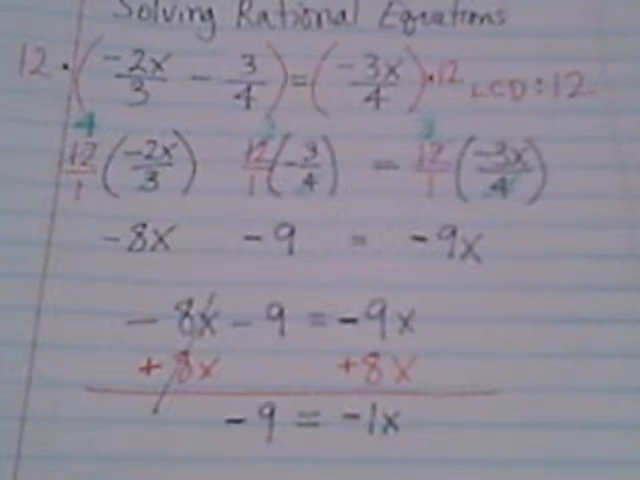 Solving Rational Equations
12 · (-2x/3 - 3/4) = (-3x/4) · 12 LCD: 12
4 3 3
12/1 (-2x/3) 12/1 (-3/4) = 12/1 (-3x/4)
-8x -9 = -9x
-8x - 9 = -9x
+8x +8x
-9 = -1x